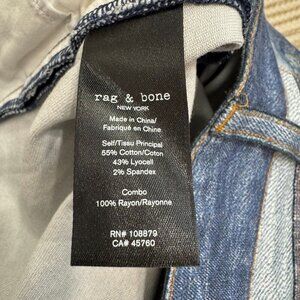 rag & bone
NEW YORK
Made in China/
Fabriqué en Chine
Self/Tissu Principal
55% Cotton/Coton
43% Lyocell
2% Spandex
Combo
100% Rayon/Rayonne
RN# 108879
CA# 45760